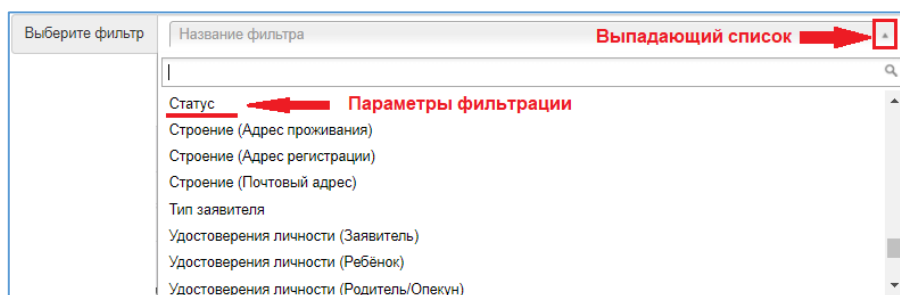 Выберите фильтр Название фильтра Выпадающий список
Статус Параметры фильтрации
Строение (Адрес проживания)
Строение (Адрес регистрации)
Строение (Почтовый адрес)
Тип заявителя
Удостоверения личности (Заявитель)
Удостоверения личности (Ребёнок)
Удостоверения личности (Родитель/Опекун)